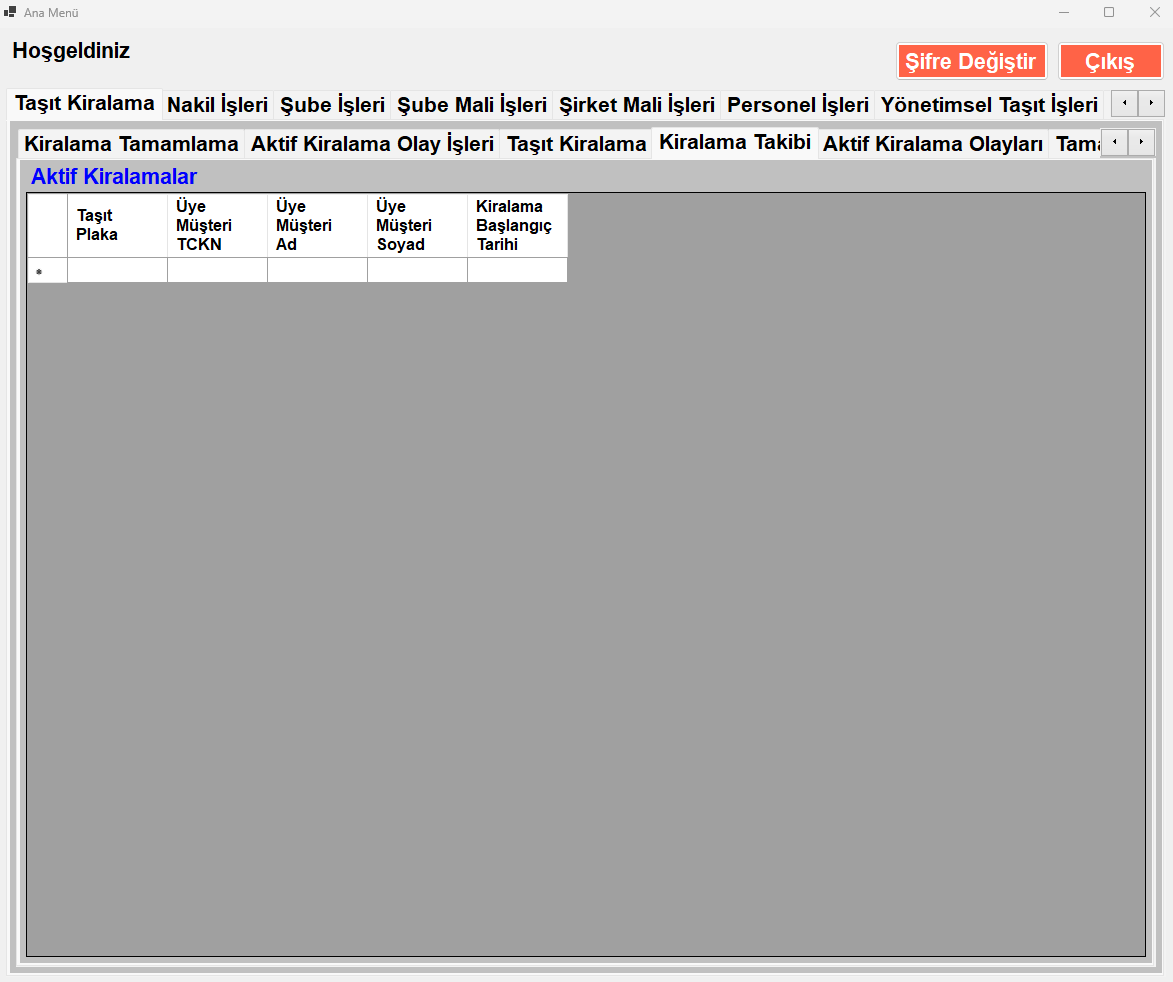 Ana Menü
Hoşgeldiniz
Şifre Değiştir
Çıkış
Taşıt Kiralama Nakil İşleri Şube İşleri Şube Mali İşleri Şirket Mali İşleri Personel İşleri Yönetimsel Taşıt İşleri
Kiralama Tamamlama Aktif Kiralama Olay İşleri Taşıt Kiralama Kiralama Takibi Aktif Kiralama Olayları
Aktif Kiralamalar
Taşıt
Plaka
Üye
Müşteri
TCKN
Üye
Müşteri
Ad
Üye
Müşteri
Soyad
Kiralama
Başlangıç
Tarihi